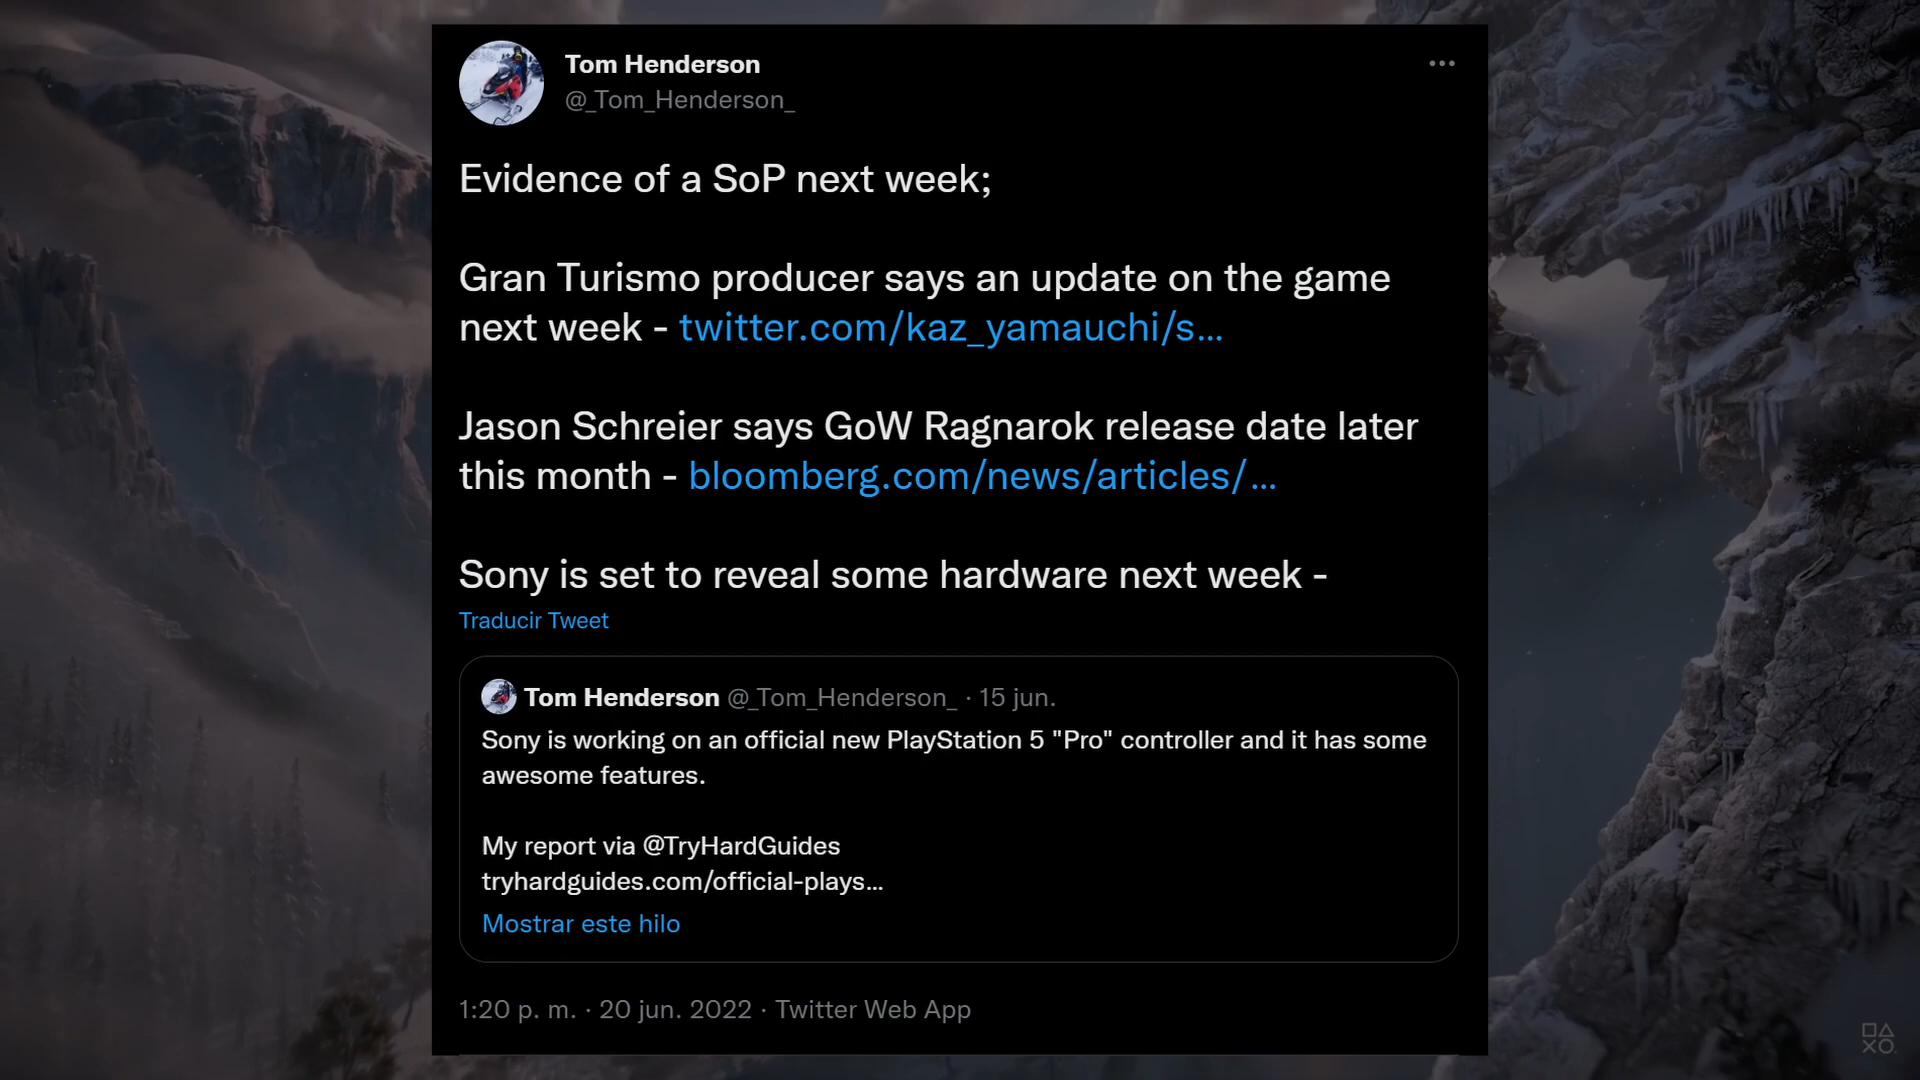 Tom Henderson
@_Tom_Henderson_
Evidence of a SoP next week;
Gran Turismo producer says an update on the game
next week - twitter.com/kaz_yamauchi/s...
Jason Schreier says GoW Ragnarok release date later
this month - bloomberg.com/news/articles/...
Sony is set to reveal some hardware next week -
Traducir Tweet
Tom Henderson @_Tom_Henderson_ · 15 jun.
Sony is working on an official new PlayStation 5 "Pro" controller and it has some
awesome features.
My report via @TryHardGuides
tryhardguides.com/official-plays...
Mostrar este hilo
1:20 p. m. · 20 jun. 2022 · Twitter Web App